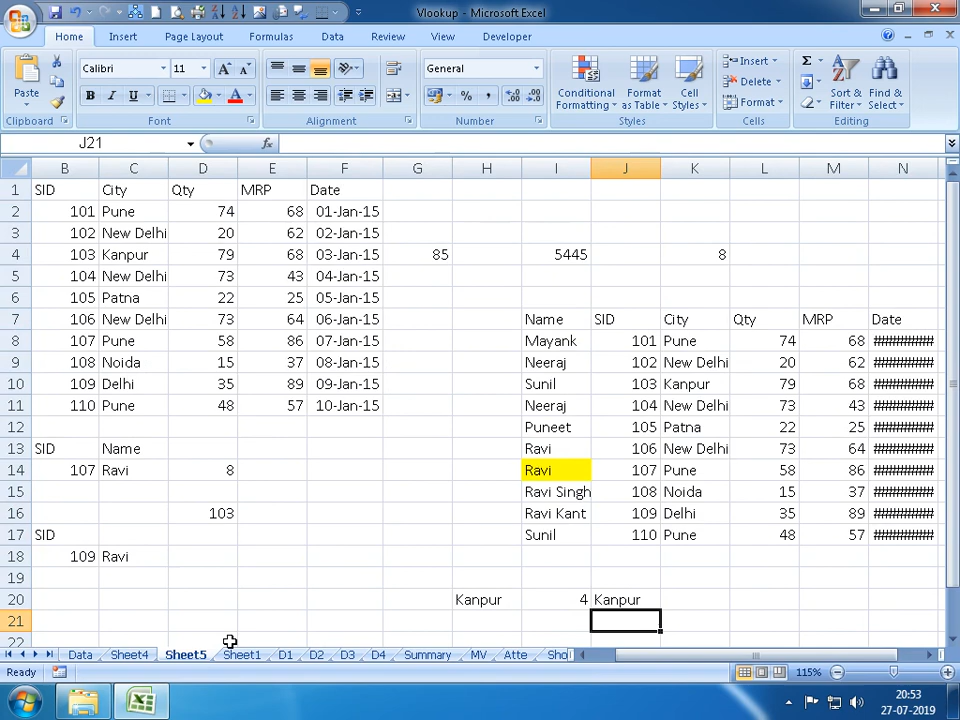 Vlookup - Microsoft Excel
Home Insert Page Layout Formulas Data Review View Developer
Paste Calibri 11 General Conditional Formatting Format as Table Cell Styles Insert Delete Format Sort & Filter Find & Select
Clipboard Font Alignment Number Styles Cells Editing
J21 fx
B C D E F G H I J K L M N
1 SID City Qty MRP Date
2 101 Pune 74 68 01-Jan-15
3 102 New Delhi 20 62 02-Jan-15
4 103 Kanpur 79 68 03-Jan-15 85 5445 8
5 104 New Delhi 73 43 04-Jan-15
6 105 Patna 22 25 05-Jan-15
7 106 New Delhi 73 64 06-Jan-15 Name SID City Qty MRP Date
8 107 Pune 58 86 07-Jan-15 Mayank 101 Pune 74 68 ########
9 108 Noida 15 37 08-Jan-15 Neeraj 102 New Delhi 20 62 ########
10 109 Delhi 35 89 09-Jan-15 Sunil 103 Kanpur 79 68 ########
11 110 Pune 48 57 10-Jan-15 Neeraj 104 New Delhi 73 43 ########
12 Puneet 105 Patna 22 25 ########
13 SID Name Ravi 106 New Delhi 73 64 ########
14 107 Ravi 8 Ravi 107 Pune 58 86 ########
15 Ravi Singh 108 Noida 15 37 ########
16 103 Ravi Kant 109 Delhi 35 89 ########
17 SID Sunil 110 Pune 48 57 ########
18 109 Ravi
19
20 Kanpur 4 Kanpur
21
22
Data Sheet4 Sheet5 Sheet1 D1 D2 D3 D4 Summary MV Atte Sho
Ready 115%
20:53
27-07-2019